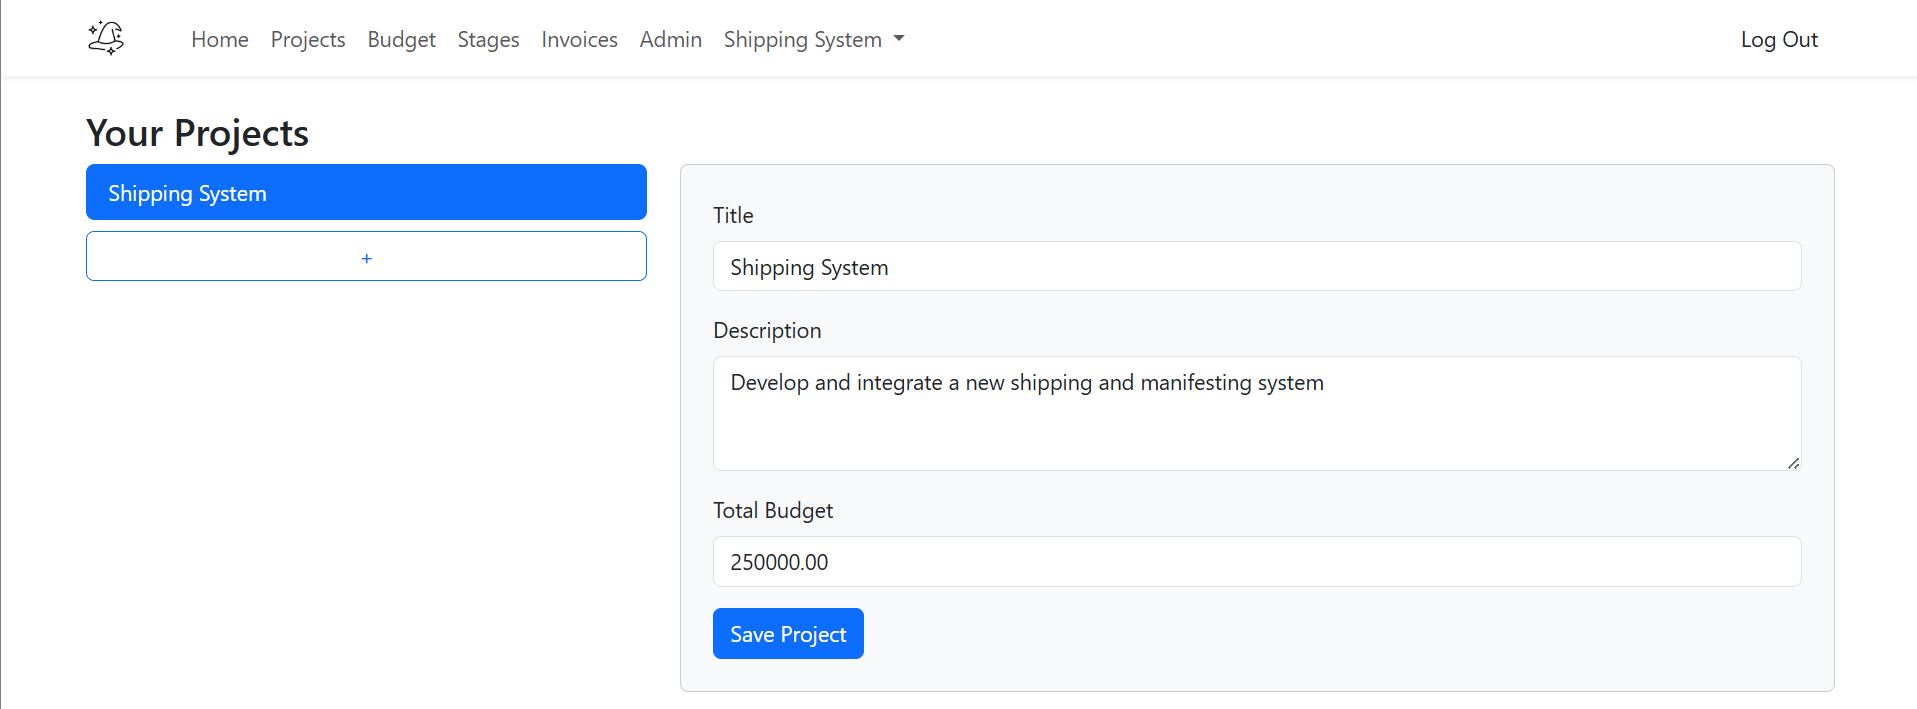 Home Projects Budget Stages Invoices Admin Shipping System Log Out
Your Projects
Shipping System
+
Title
Shipping System
Description
Develop and integrate a new shipping and manifesting system
Total Budget
250000.00
Save Project